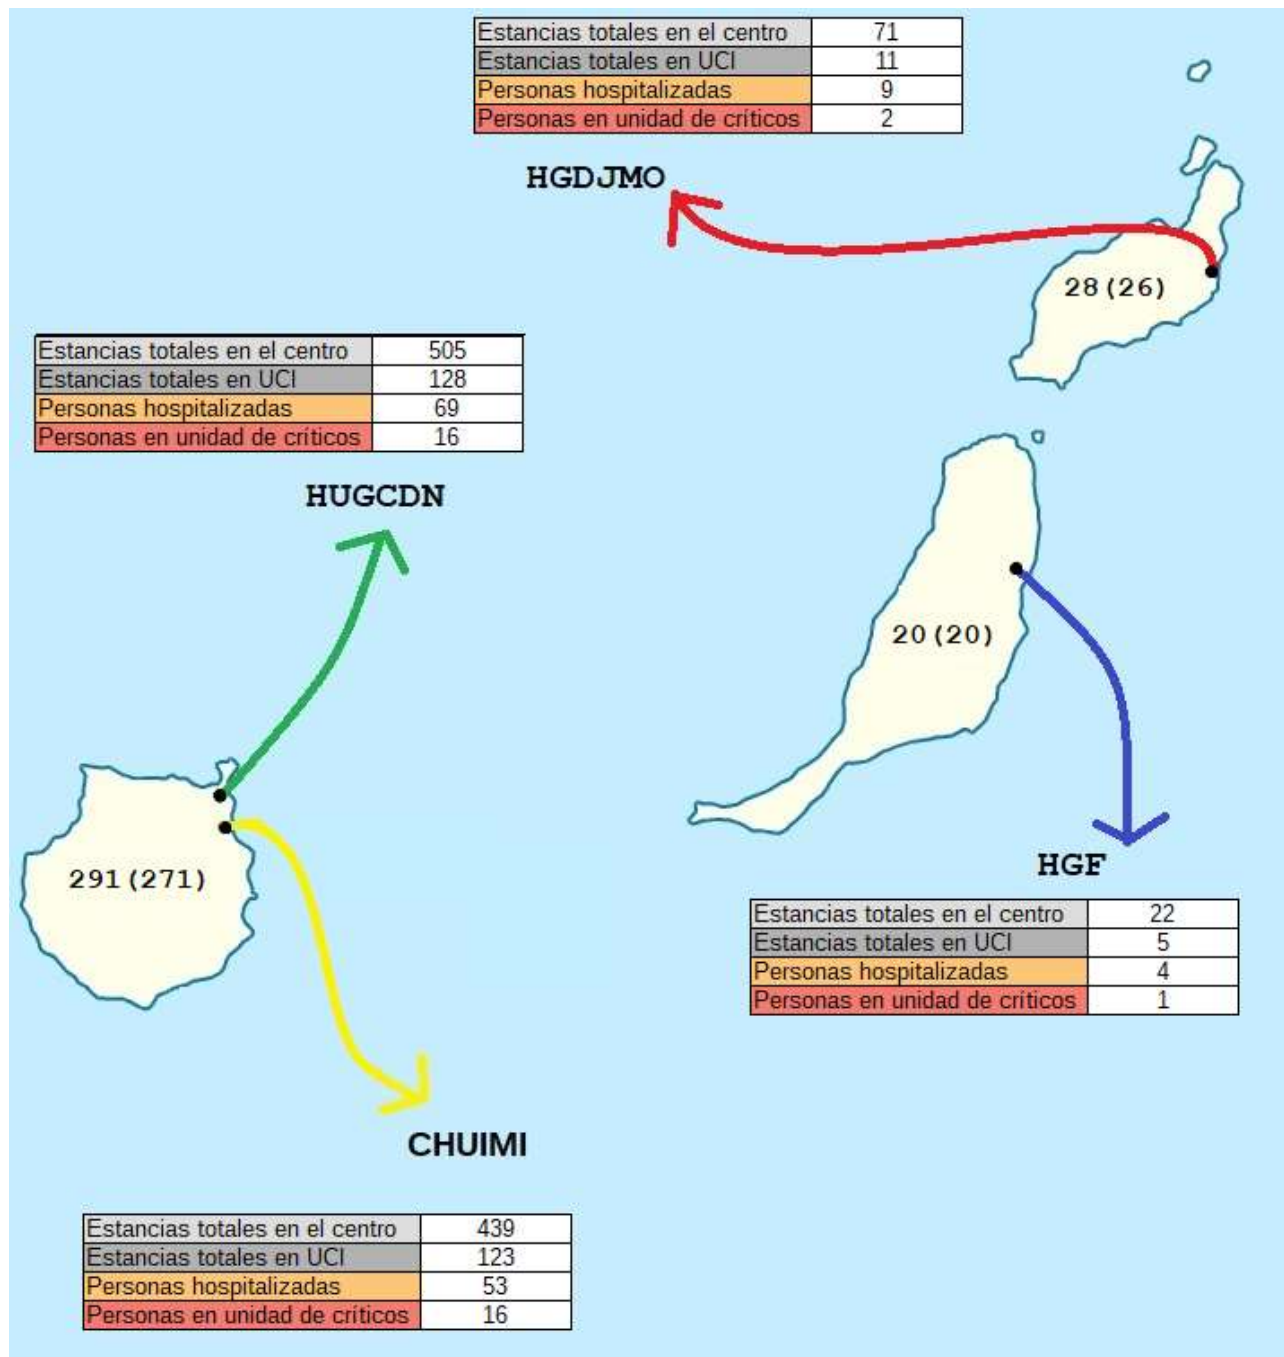 Estancias totales en el centro 71
Estancias totales en UCI 11
Personas hospitalizadas 9
Personas en unidad de críticos 2
HGDJMO
28(26)
Estancias totales en el centro 505
Estancias totales en UCI 128
Personas hospitalizadas 69
Personas en unidad de críticos 16
HUGCDN
20(20)
291(271)
HGF
Estancias totales en el centro 22
Estancias totales en UCI 5
Personas hospitalizadas 4
Personas en unidad de críticos 1
CHUIMI
Estancias totales en el centro 439
Estancias totales en UCI 123
Personas hospitalizadas 53
Personas en unidad de críticos 16